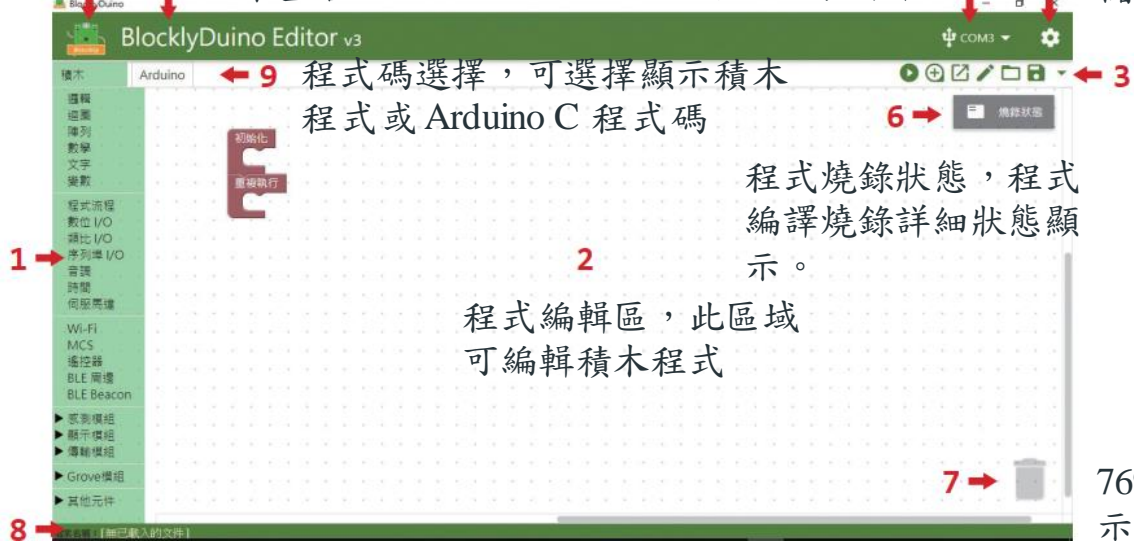 BlocklyDuino Editor v3
COM3
積木
Arduino
9
程式碼選擇，可選擇顯示積木
程式或 Arduino C 程式碼
3
6
燒錄狀態
邏輯
迴圈
陣列
數學
文字
變數
初始化
重複執行
程式燒錄狀態，程式
編譯燒錄詳細狀態顯
示。
程式流程
數位 I/O
類比 I/O
1
序列埠 I/O
音調
時間
伺服馬達
2
程式編輯區，此區域
可編輯積木程式
Wi-Fi
MCS
遙控器
BLE 周邊
BLE Beacon
感測模組
顯示模組
傳輸模組
Grove模組
其他元件
7
76
示
8
[無已載入的文件]